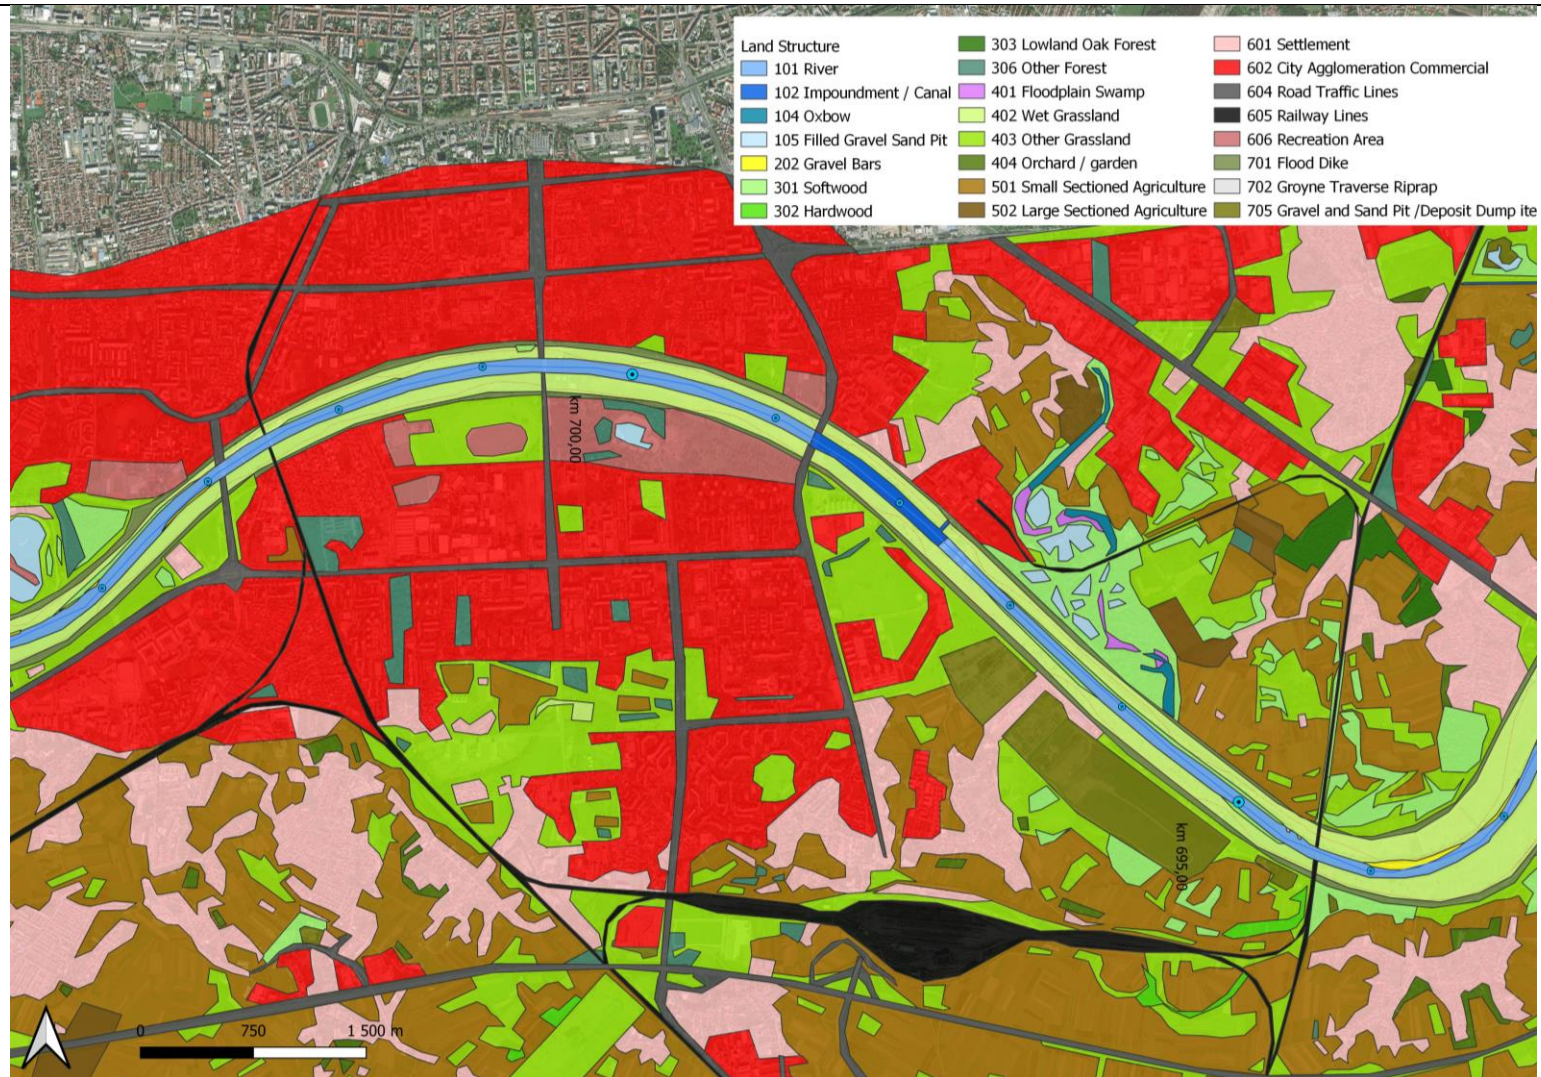 Land Structure
101 River
102 Impoundment / Canal
104 Oxbow
105 Filled Gravel Sand Pit
202 Gravel Bars
301 Softwood
302 Hardwood
303 Lowland Oak Forest
306 Other Forest
401 Floodplain Swamp
402 Wet Grassland
403 Other Grassland
404 Orchard / garden
501 Small Sectioned Agriculture
502 Large Sectioned Agriculture
601 Settlement
602 City Agglomeration Commercial
604 Road Traffic Lines
605 Railway Lines
606 Recreation Area
701 Flood Dike
702 Groyne Traverse Riprap
705 Gravel and Sand Pit /Deposit Dump ite
km 700,00
km 695,00
0 750 1 500 m